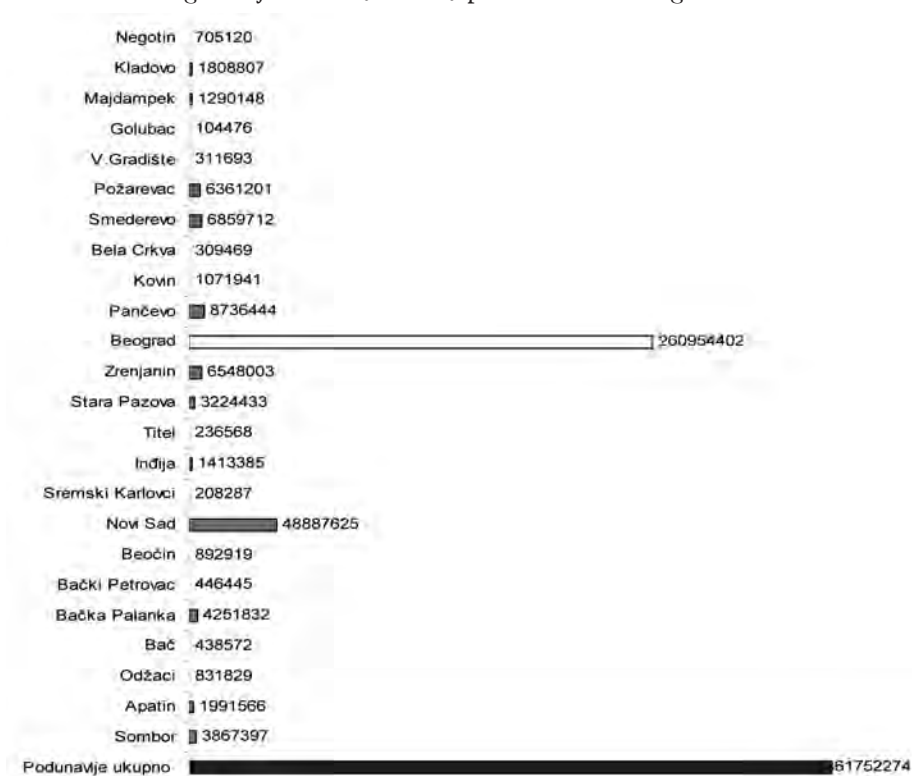 Negotin 705120
Kladovo 1808807
Majdampek 1290148
Golubac 104476
V.Gradište 311693
Požarevac 6361201
Smederevo 6859712
Bela Crkva 309469
Kovin 1071941
Pančevo 8736444
Beograd 260954402
Zrenjanin 6548003
Stara Pazova 3224433
Titel 236568
Inđija 1413385
Sremski Karlovci 208287
Novi Sad 48887625
Beočin 892919
Bački Petrovac 446445
Bačka Palanka 4251832
Bač 438572
Odžaci 831829
Apatin 1991566
Sombor 3867397
Podunavlje ukupno 61752274